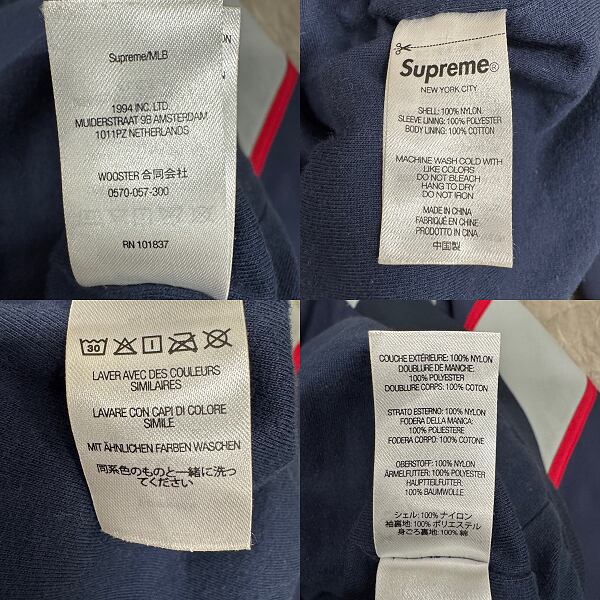 Supreme/MLB
1994 INC. LTD.
MUIDERSTRAAT 9B AMSTERDAM
1011PZ NETHERLANDS
WOOSTER 合同会社
0570-057-300
RN 101837
Supreme®
NEW YORK CITY
SHELL: 100% NYLON
SLEEVE LINING: 100% POLYESTER
BODY LINING: 100% COTTON
MACHINE WASH COLD WITH
LIKE COLORS
DO NOT BLEACH
HANG TO DRY
DO NOT IRON
MADE IN CHINA
FABRIQUÉ EN CHINE
PRODOTTO IN CINA
中国製
30
LAVER AVEC DES COULEURS
SIMILAIRES
LAVARE CON CAPI DI COLORE
SIMILE
MIT ÄHNLICHEN FARBEN WASCHEN
同系色のものと一緒に洗っ
てください
COUCHE EXTÉRIEURE: 100% NYLON
DOUBLURE DE MANCHE:
100% POLYESTER
DOUBLURE CORPS: 100% COTON
STRATO ESTERNO: 100% NYLON
FODERA DELLA MANICA:
100% POLIESTERE
FODERA CORPO: 100% COTONE
OBERSTOFF: 100% NYLON
ÄRMELFUTTER: 100% POLYESTER
HAUPTTEILFUTTER:
100% BAUMWOLLE
シェル: 100% ナイロン
袖裏地: 100% ポリエステル
身ごろ裏地: 100% 綿